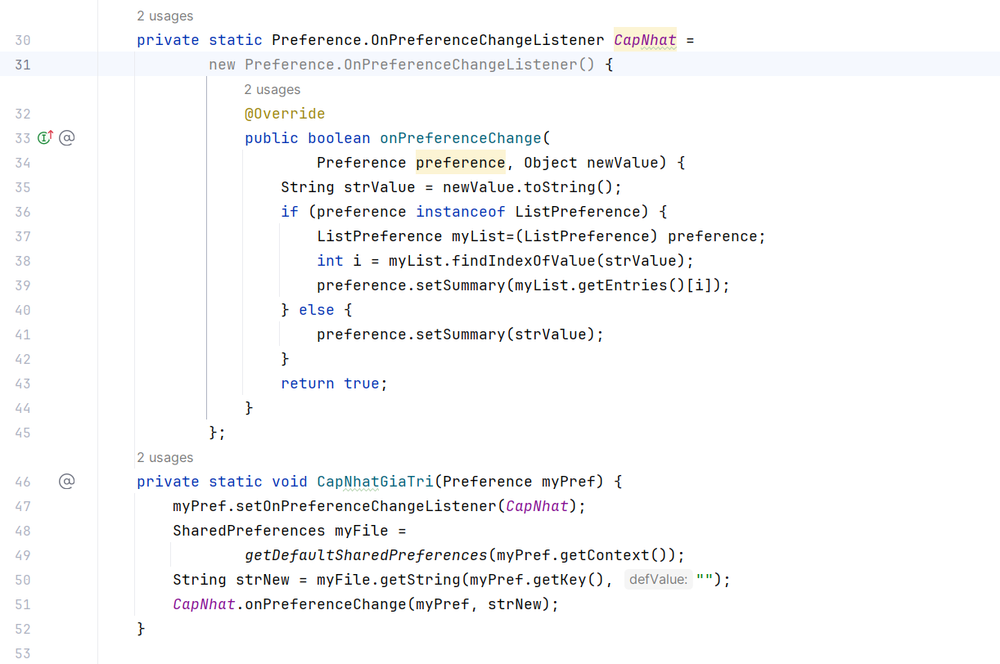 2 usages
30 private static Preference.OnPreferenceChangeListener CapNhat =
31 new Preference.OnPreferenceChangeListener() {
2 usages
32 @Override
33 public boolean onPreferenceChange(
34 Preference preference, Object newValue) {
35 String strValue = newValue.toString();
36 if (preference instanceof ListPreference) {
37 ListPreference myList=(ListPreference) preference;
38 int i = myList.findIndexOfValue(strValue);
39 preference.setSummary(myList.getEntries()[i]);
40 } else {
41 preference.setSummary(strValue);
42 }
43 return true;
44 }
45 };
2 usages
46 private static void CapNhatGiaTri(Preference myPref) {
47 myPref.setOnPreferenceChangeListener(CapNhat);
48 SharedPreferences myFile =
49 getDefaultSharedPreferences(myPref.getContext());
50 String strNew = myFile.getString(myPref.getKey(), defValue: "");
51 CapNhat.onPreferenceChange(myPref, strNew);
52 }
53